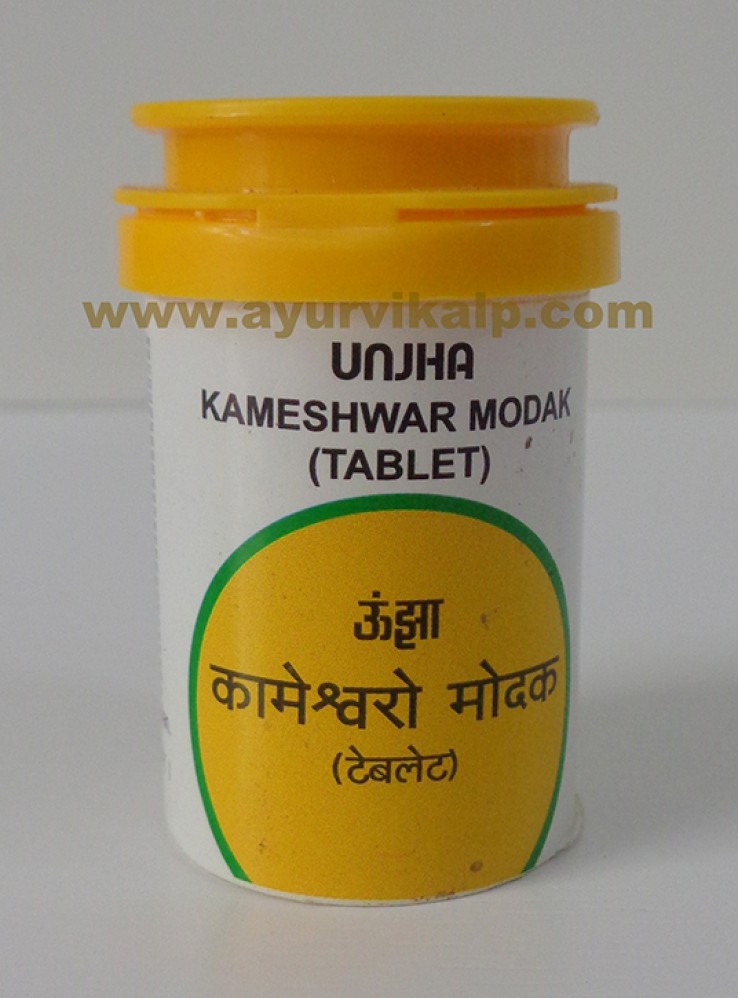 www.ayurvikalp.com
UNJHA
KAMESHWAR MODAK
(TABLET)
ऊंझा
कामेश्वरो मोदक
(टेबलेट)